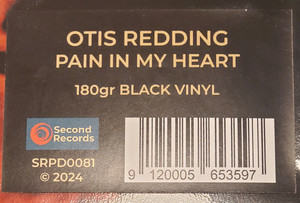 OTIS REDDING
PAIN IN MY HEART
180gr BLACK VINYL
Second
Records
SRPD0081
© 2024
9 120005 653597